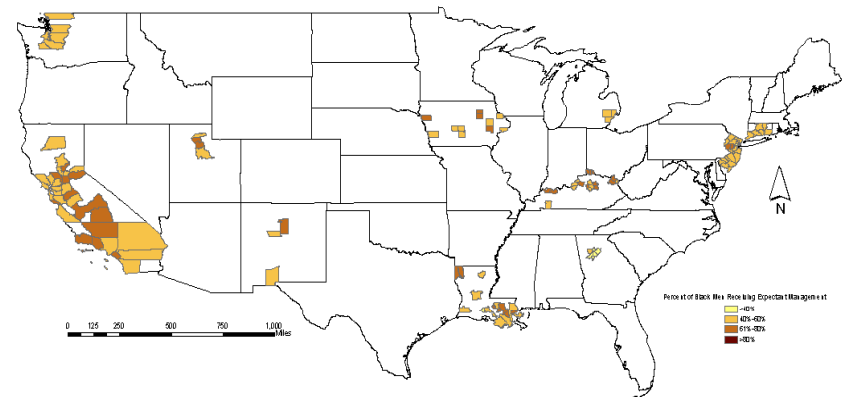 N
Percent of Black Men Receiving Expectant Management
<40%
40%-60%
61%-80%
>80%
0 125 250 500 750 1,000
Miles